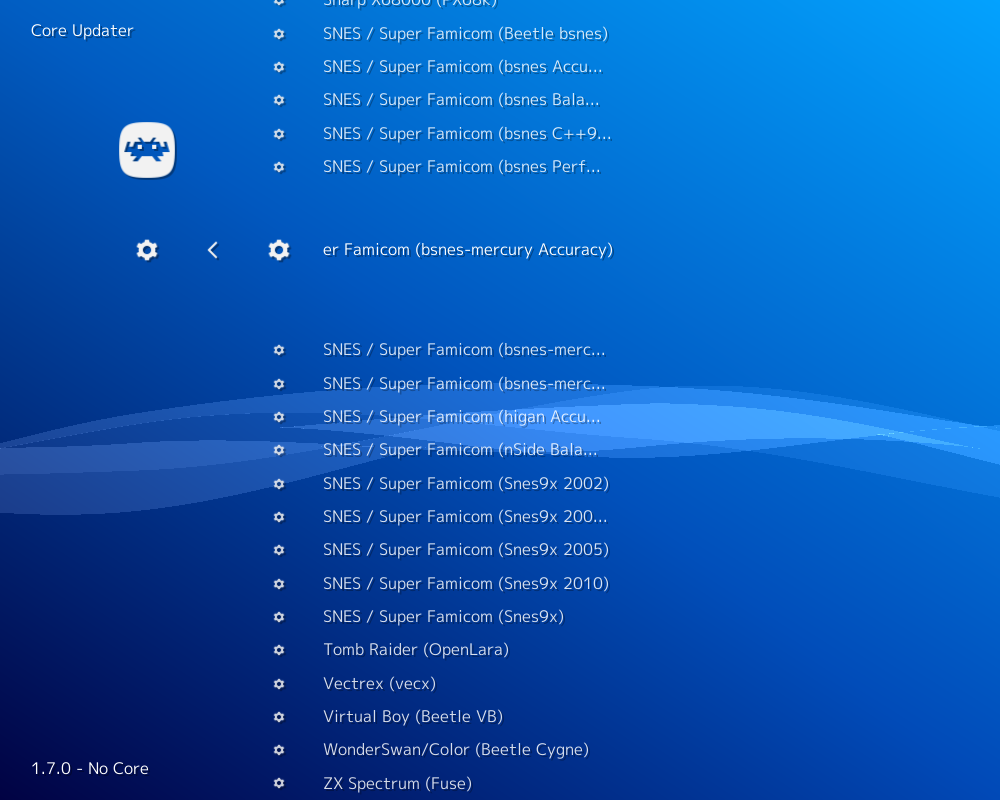 Sharp X68000 (PX68k)
Core Updater
SNES / Super Famicom (Beetle bsnes)
SNES / Super Famicom (bsnes Accu...
SNES / Super Famicom (bsnes Bala...
SNES / Super Famicom (bsnes C++9...
SNES / Super Famicom (bsnes Perf...
er Famicom (bsnes-mercury Accuracy)
SNES / Super Famicom (bsnes-merc...
SNES / Super Famicom (bsnes-merc...
SNES / Super Famicom (higan Accu...
SNES / Super Famicom (nSide Bala...
SNES / Super Famicom (Snes9x 2002)
SNES / Super Famicom (Snes9x 200...
SNES / Super Famicom (Snes9x 2005)
SNES / Super Famicom (Snes9x 2010)
SNES / Super Famicom (Snes9x)
Tomb Raider (OpenLara)
Vectrex (vecx)
Virtual Boy (Beetle VB)
WonderSwan/Color (Beetle Cygne)
ZX Spectrum (Fuse)
1.7.0 - No Core